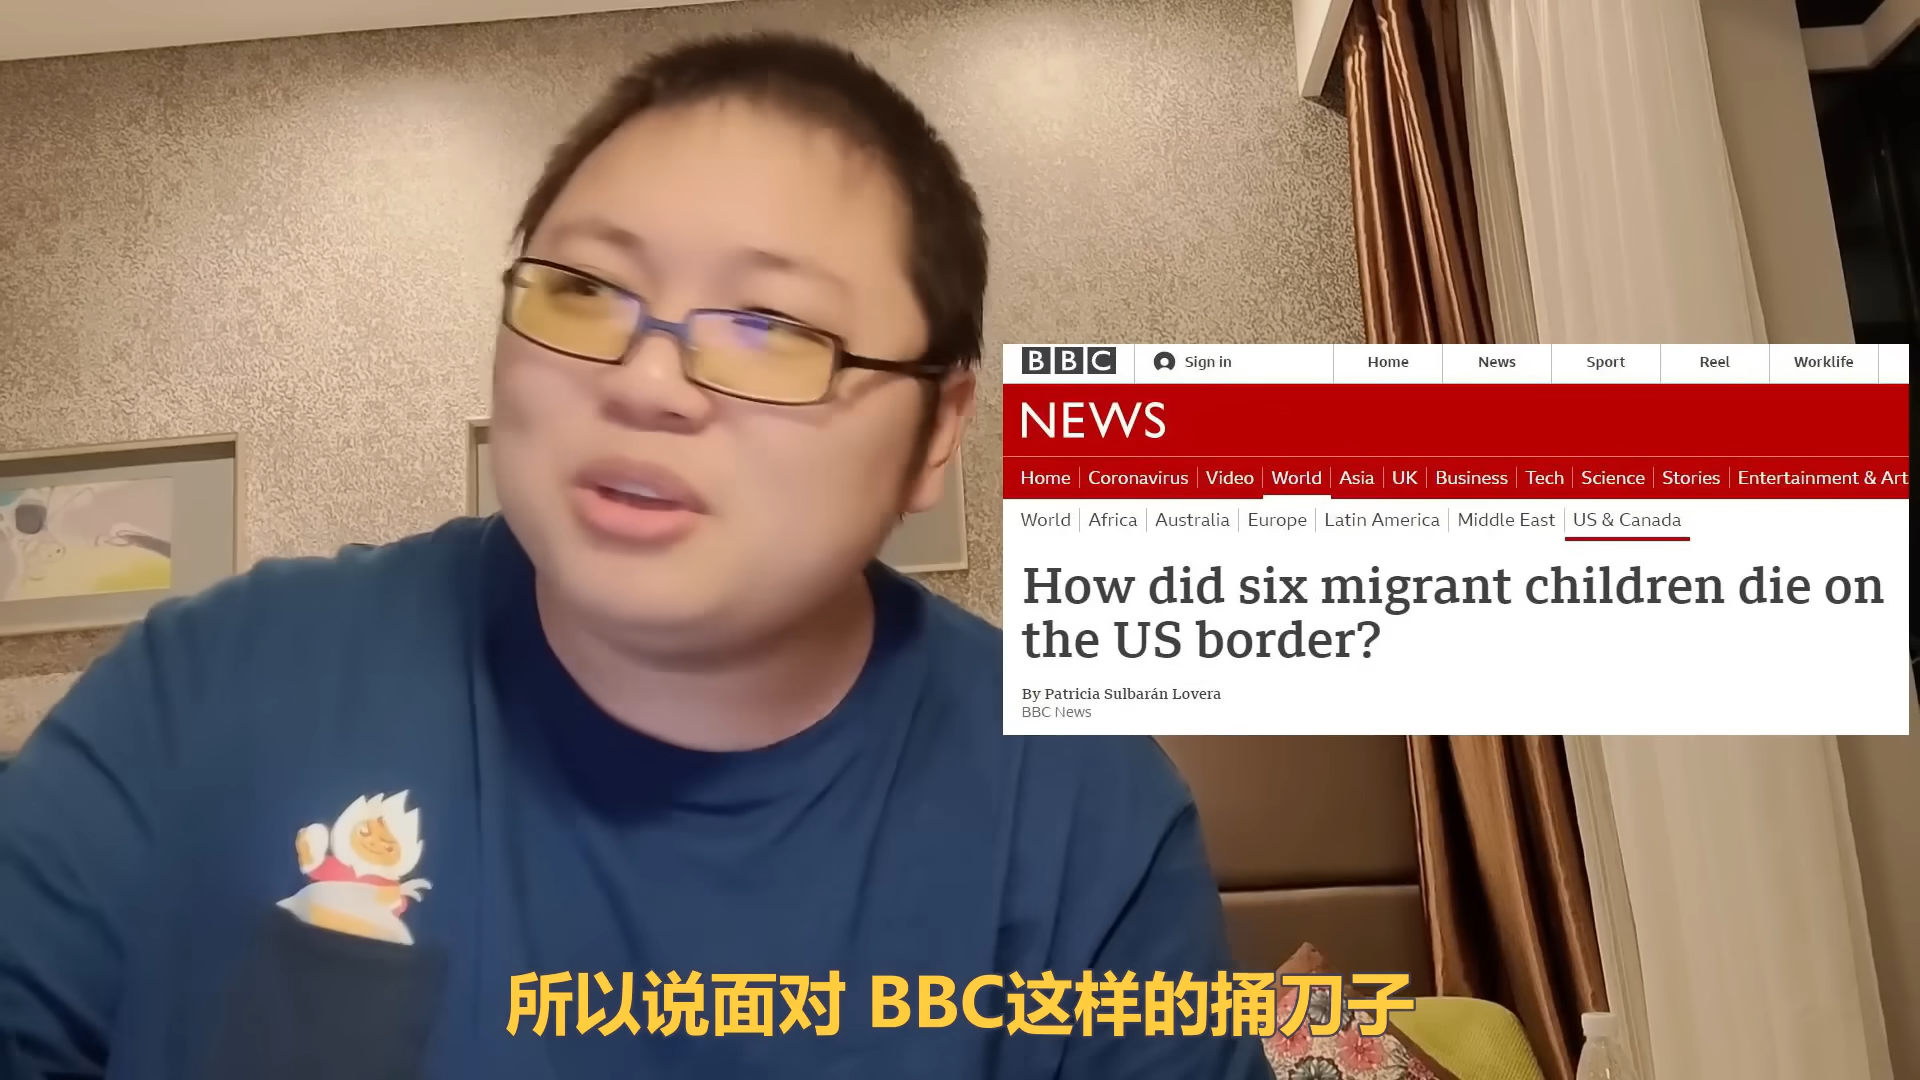 BBC Sign in Home News Sport Reel Worklife
NEWS
Home Coronavirus Video World Asia UK Business Tech Science Stories Entertainment & Art
World Africa Australia Europe Latin America Middle East US & Canada
How did six migrant children die on
the US border?
By Patricia Sulbarán Lovera
BBC News
所以说面对 BBC这样的捅刀子